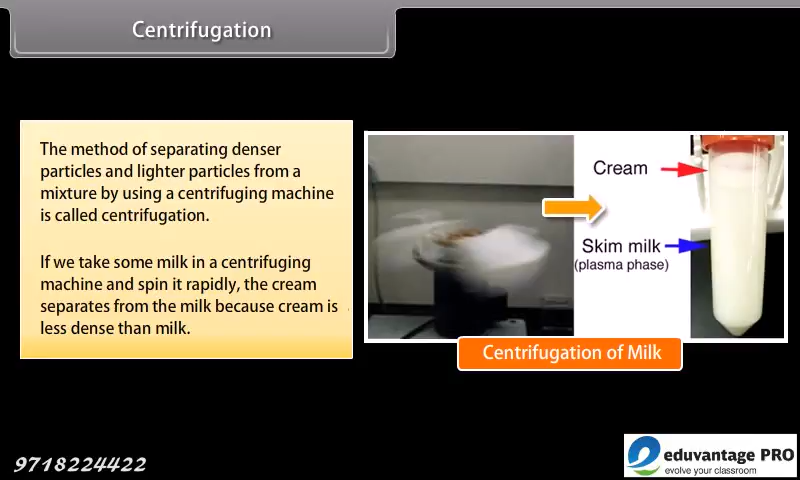 Centrifugation
The method of separating denser
particles and lighter particles from a
mixture by using a centrifuging machine
is called centrifugation.
If we take some milk in a centrifuging
machine and spin it rapidly, the cream
separates from the milk because cream is
less dense than milk.
Cream
Skim milk
(plasma phase)
Centrifugation of Milk
9718224422
eduvantage PRO
evolve your classroom